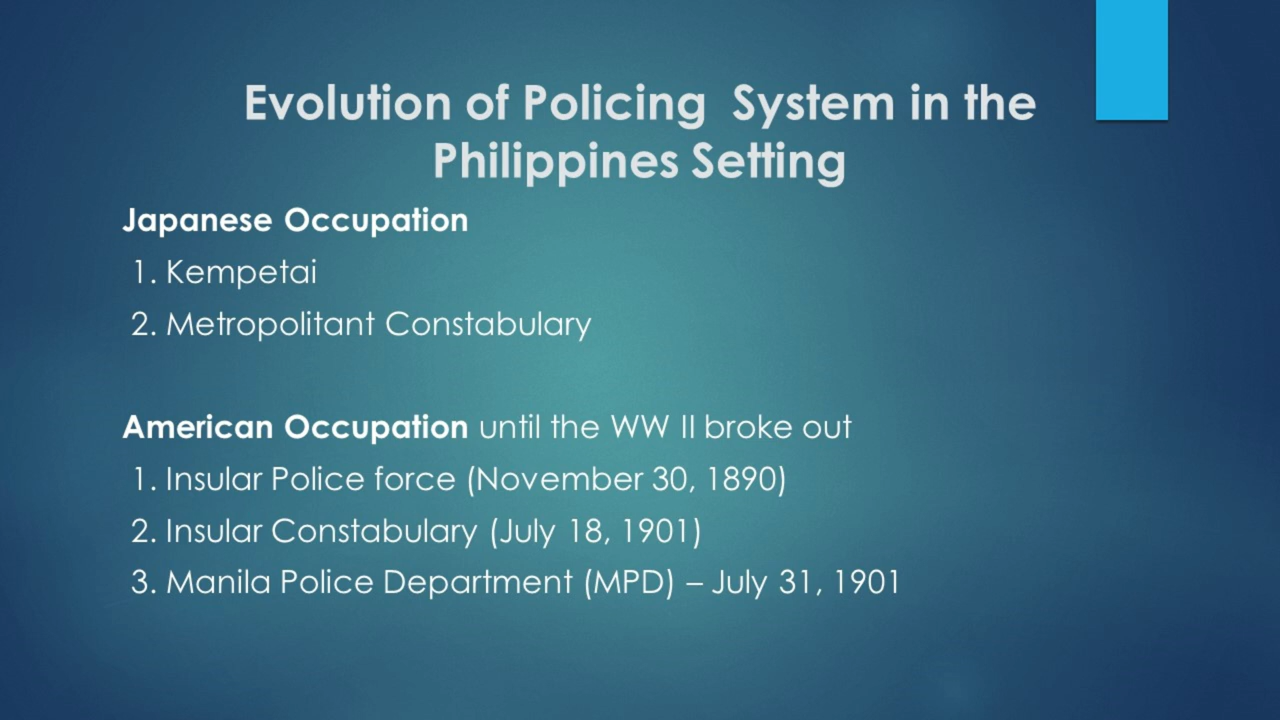 Evolution of Policing System in the
Philippines Setting
Japanese Occupation
1. Kempetai
2. Metropolitant Constabulary
American Occupation until the WW II broke out
1. Insular Police force (November 30, 1890)
2. Insular Constabulary (July 18, 1901)
3. Manila Police Department (MPD) – July 31, 1901